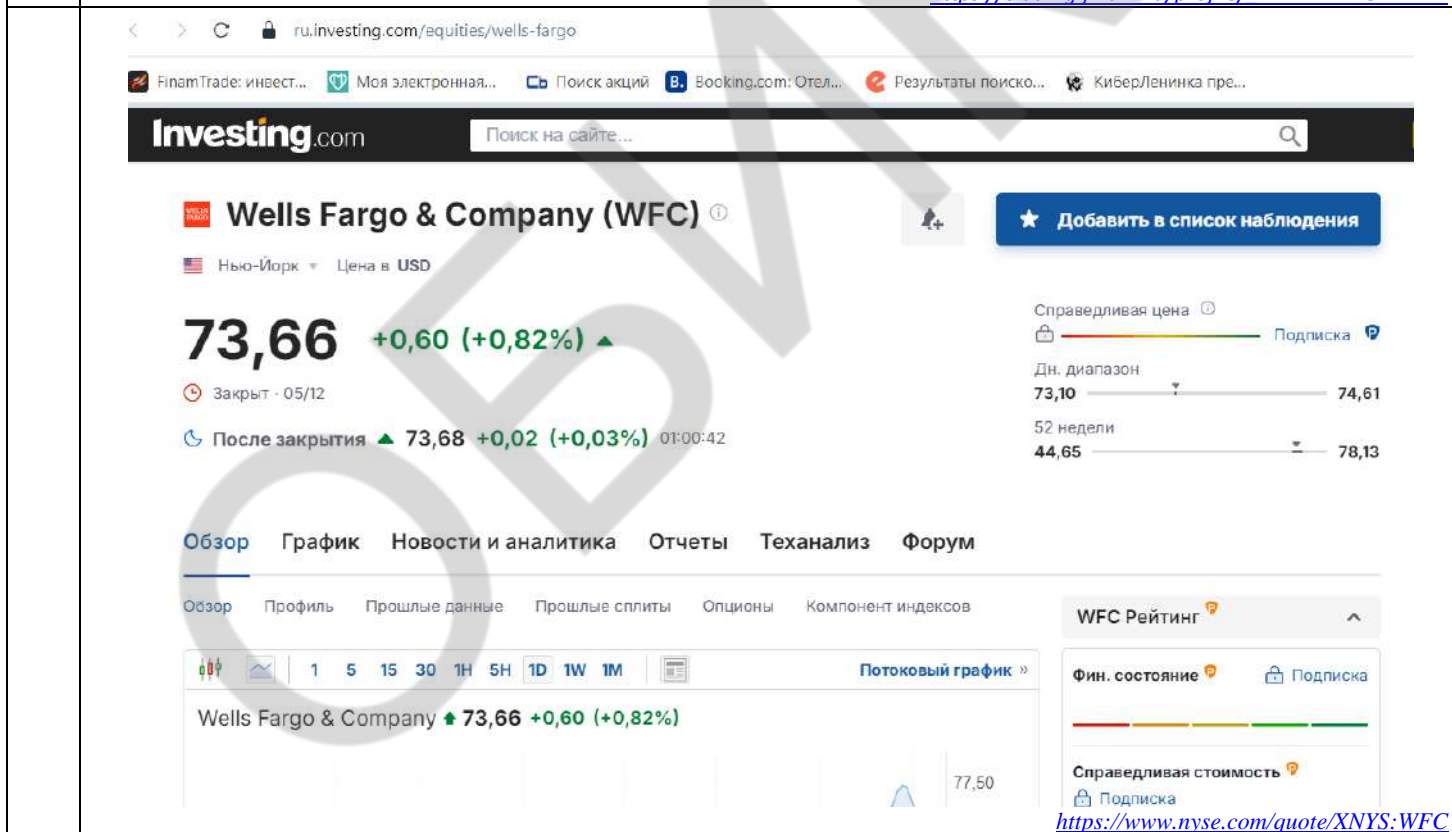 ru.investing.com/equities/wells-fargo
FinamTrade: инвест... Моя электронная... Сь Поиск акций B. Booking.com: Отел... Результаты поиско... КиберЛенинка пре...
Investing.com Поиск на сайте...
WELLS FARGO Wells Fargo & Company (WFC) Добавить в список наблюдения
Нью-Йорк Цена в USD
Справедливая цена
73,66 +0,60 (+0,82%)
Подписка
Дн. диапазон
Закрыт · 05/12
73,10 74,61
52 недели
После закрытия 73,68 +0,02 (+0,03%) 01:00:42
44,65 78,13
Обзор График Новости и аналитика Отчеты Теханализ Форум
Обзор Профиль Прошлые данные Прошлые сплиты Опционы Компонент индексов
WFC Рейтинг
1 5 15 30 1H 5H 1D 1W 1M Потоковый график »
Фин. состояние Подписка
Wells Fargo & Company 73,66 +0,60 (+0,82%)
77,50
Справедливая стоимость
Подписка
https://www.nyse.com/quote/XNYS:WFC